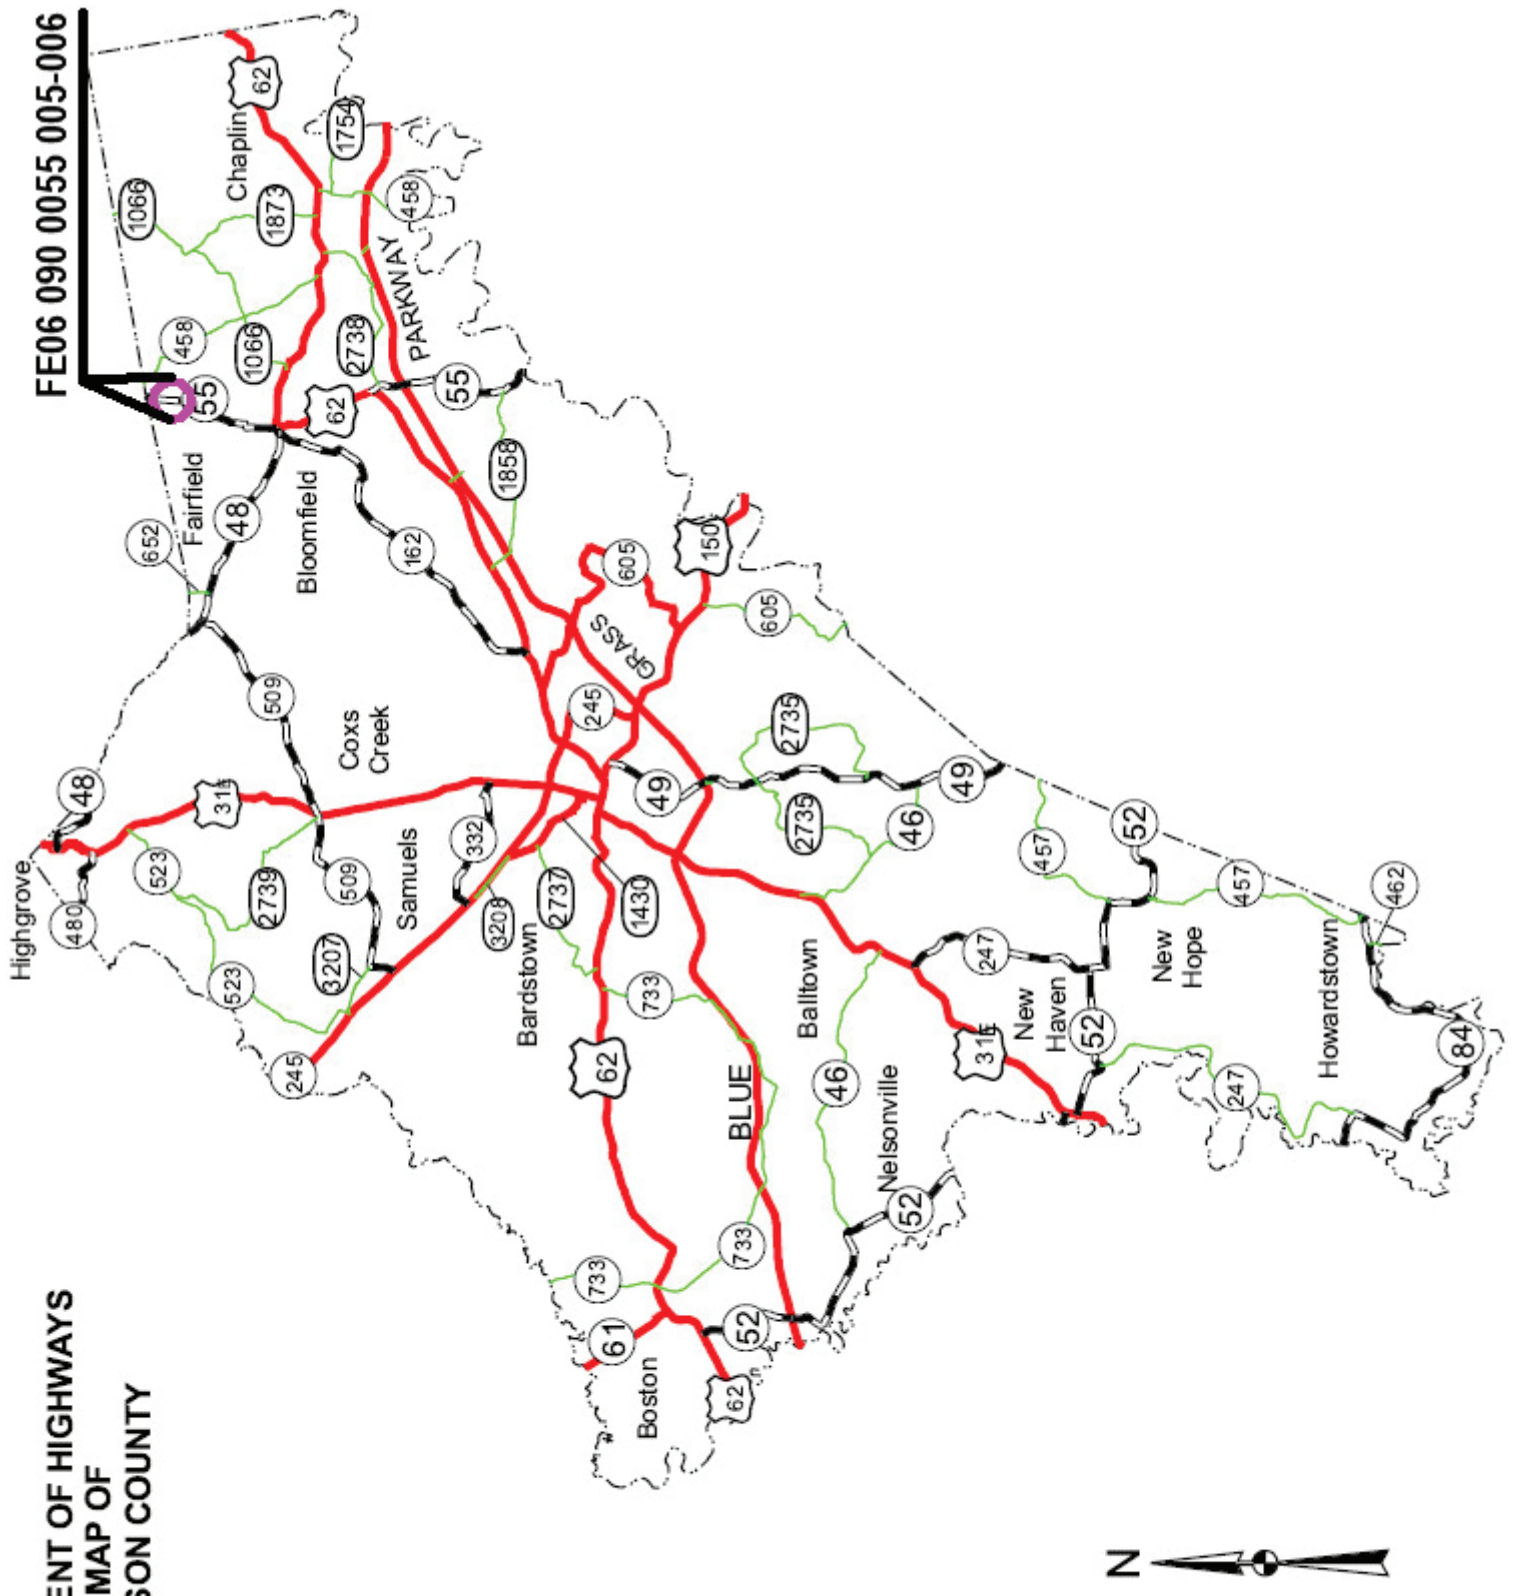 FE06 090 0055 005-006
ENT OF HIGHWAYS
MAP OF
SON COUNTY
62
Chaplin
1754
1066
1873
458
458
1066
2738
PARKWAY
55
62
55
Fairfield
652
48
Bloomfield
162
1858
150
605
605
GRASS
509
Coxs
Creek
245
2735
48
31E
49
49
2735
46
52
457
457
462
Highgrove
523
480
2739
509
Samuels
332
3208
2737
1430
3207
523
245
Bardstown
733
62
Balltown
247
New
Hope
New
Haven
52
31E
Howardstown
84
247
BLUE
46
Nelsonville
52
733
733
61
52
Boston
62
N